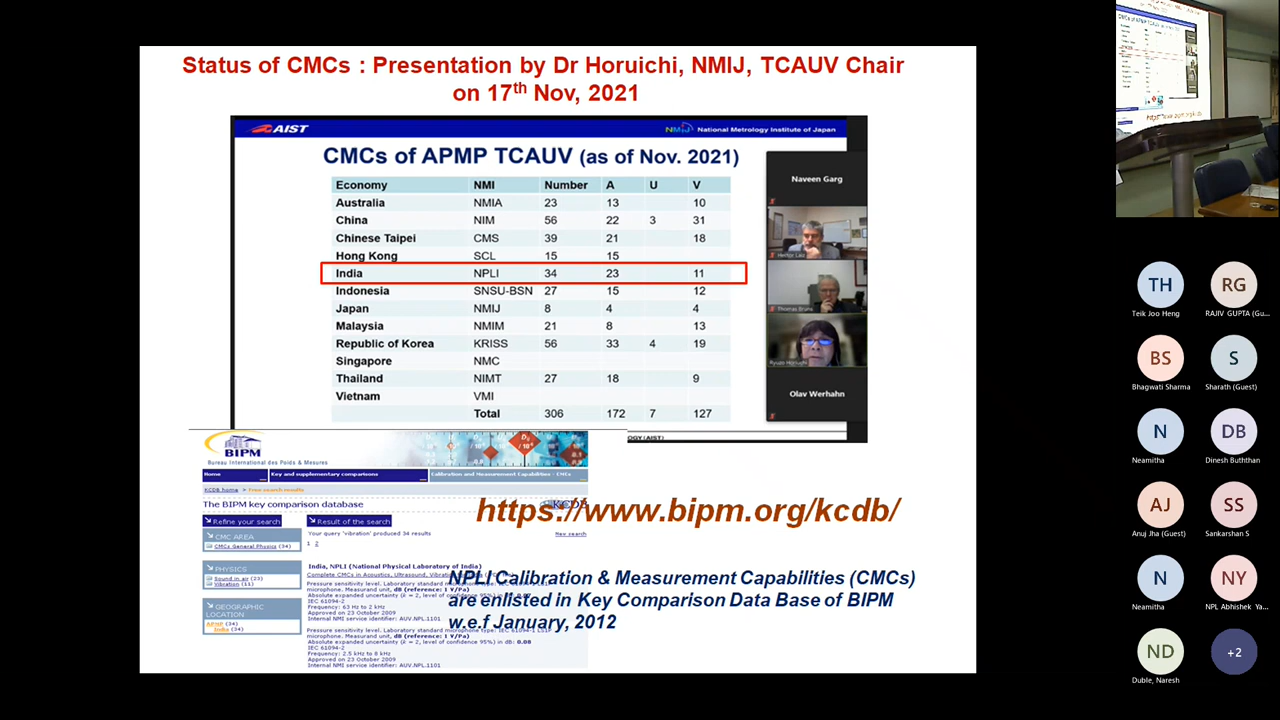 Status of CMCs : Presentation by Dr Horuichi, NMIJ, TCAUV Chair
on 17th Nov, 2021
AIST
NMIJ National Metrology Institute of Japan
CMCs of APMP TCAUV (as of Nov. 2021)
Economy NMI Number A U V
Australia NMIA 23 13 10
China NIM 56 22 3 31
Chinese Taipei CMS 39 21 18
Hong Kong SCL 15 15
India NPLI 34 23 11
Indonesia SNSU-BSN 27 15 12
Japan NMIJ 8 4 4
Malaysia NMIM 21 8 13
Republic of Korea KRISS 56 33 4 19
Singapore NMC
Thailand NIMT 27 18 9
Vietnam VMI
Total 306 172 7 127
Naveen Garg
Thomas Bruns
Ryuzo Horiuchi
Olav Werhahn
OLOGY (AIST)
BIPM
Bureau International des Poids & Mesures
Home
Key and supplementary comparisons
Calibration and Measurement Capabilities - CMCs
KCDB home > Free search results
The BIPM key comparison database
KCDB
Refine your search
CMC AREA
CMCs General Physics (34)
PHYSICS
Sound in air (23)
Vibration (11)
GEOGRAPHIC
LOCATION
APMP (34)
India (34)
Result of the search
Your query 'vibration' produced 34 results
New search
1 2
India, NPLI (National Physical Laboratory of India)
Complete CMCs in Acoustics, Ultrasound,
Pressure sensitivity level. Laboratory standard
microphone. Measurand unit, dB (reference: 1 V/Pa)
Absolute expanded uncertainty (k = 2, level of confidence
IEC 61094-2
Frequency: 63 Hz to 2 kHz
Approved on 23 October 2009
Internal NMI service identifier: AUV.NPL.1101
Pressure sensitivity level. Laboratory standard microphone type: IEC 61094-1 LS1P
microphone. Measurand unit, dB (reference: 1 V/Pa)
Absolute expanded uncertainty (k = 2, level of confidence 95%) in dB: 0.08
IEC 61094-2
Frequency: 2.5 kHz to 8 kHz
Approved on 23 October 2009
Internal NMI service identifier: AUV.NPL.1101
https://www.bipm.org/kcdb/
NPLI Calibration & Measurement Capabilities (CMCs)
are enlisted in Key Comparison Data Base of BIPM
w.e.f January, 2012
TH
Teik Joo Heng
RG
RAJIV GUPTA (Gu...
BS
Bhagwati Sharma
S
Sharath (Guest)
N
Neamitha
DB
Dinesh Buththan
AJ
Anuj Jha (Guest)
SS
Sankarshan S
N
Neamitha
NY
NPL Abhishek Ya...
ND
Duble, Naresh
+2